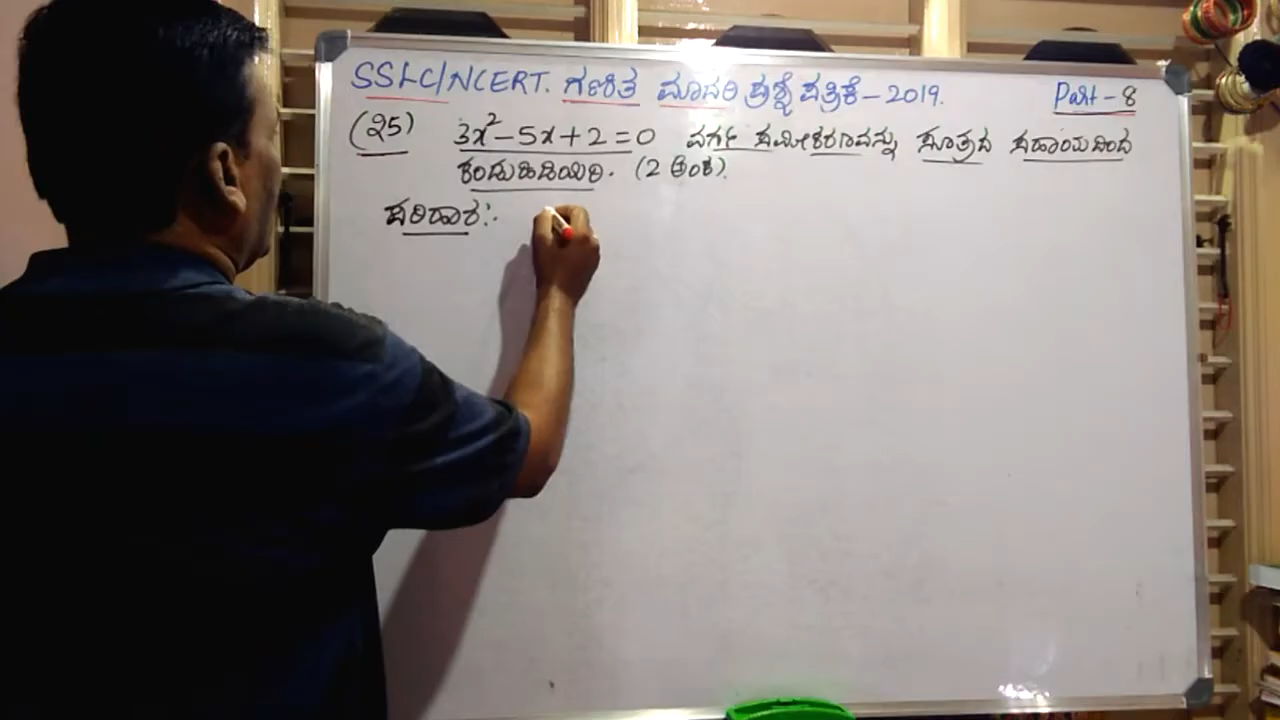 SSLC/NCERT. ಗಣಿತ ಮಾದರಿ ಪ್ರಶ್ನೆ ಪತ್ರಿಕೆ - 2019. Part - 8
(25) 3x² - 5x + 2 = 0 ವರ್ಗ ಸಮೀಕರಣವನ್ನು ಸೂತ್ರದ ಸಹಾಯದಿಂದ
ಕಂಡುಹಿಡಿಯಿರಿ. (2 ಅಂಕ).
ಪರಿಹಾರ:-